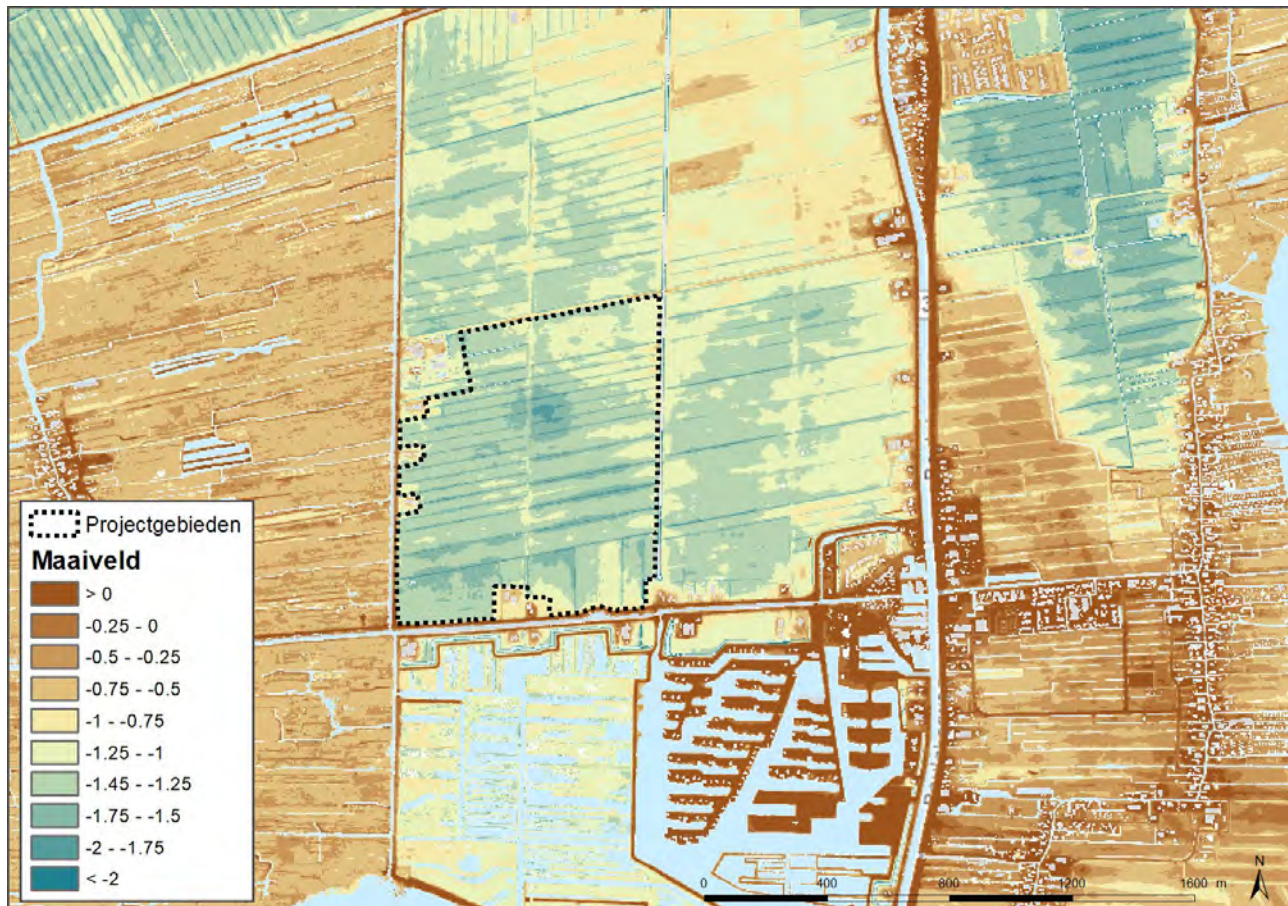 Projectgebieden
Maaiveld
> 0
-0.25 - 0
-0.5 - -0.25
-0.75 - -0.5
-1 - -0.75
-1.25 - -1
-1.45 - -1.25
-1.75 - -1.5
-2 - -1.75
< -2
N
0 400 800 1200 1600 m